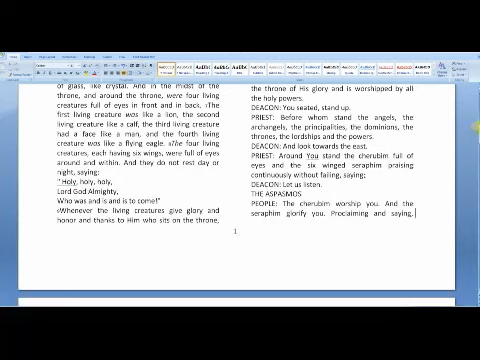 of glass, like crystal. And in the midst of the
throne, and around the throne, were four living
creatures full of eyes in front and in back. 7The
first living creature was like a lion, the second
living creature like a calf, the third living creature
had a face like a man, and the fourth living
creature was like a flying eagle. 8The four living
creatures, each having six wings, were full of eyes
around and within. And they do not rest day or
night, saying:
" Holy, holy, holy,
Lord God Almighty,
Who was and is and is to come!"
9Whenever the living creatures give glory and
honor and thanks to Him who sits on the throne,
the throne of His glory and is worshipped by all
the holy powers.
DEACON: You seated, stand up.
PRIEST: Before whom stand the angels, the
archangels, the principalities, the dominions, the
thrones, the lordships and the powers.
DEACON: And look towards the east.
PRIEST: Around You stand the cherubim full of
eyes and the six winged seraphim praising
continuously without failing, saying;
DEACON: Let us listen.
THE ASPASMOS
PEOPLE: The cherubim worship you. And the
seraphim glorify you. Proclaiming and saying,
1